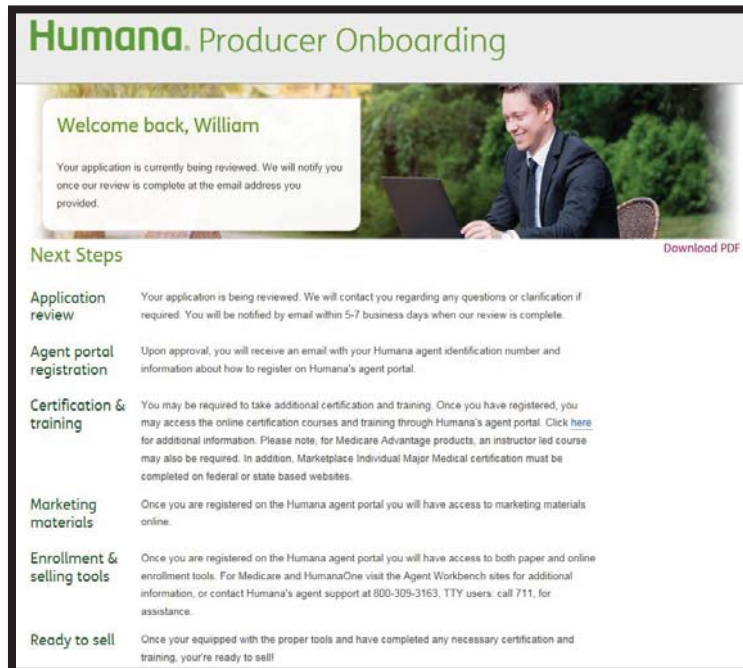 Humana. Producer Onboarding
Welcome back, William
Your application is currently being reviewed. We will notify you
once our review is complete at the email address you
provided.
Download PDF
Next Steps
Application
review
Your application is being reviewed. We will contact you regarding any questions or clarification if
required. You will be notified by email within 5-7 business days when our review is complete.
Agent portal
registration
Upon approval, you will receive an email with your Humana agent identification number and
information about how to register on Humana's agent portal.
Certification &
training
You may be required to take additional certification and training. Once you have registered, you
may access the online certification courses and training through Humana's agent portal. Click here
for additional information. Please note, for Medicare Advantage products, an instructor led course
may also be required. In addition, Marketplace Individual Major Medical certification must be
completed on federal or state based websites.
Marketing
materials
Once you are registered on the Humana agent portal you will have access to marketing materials
online.
Enrollment &
selling tools
Once you are registered on the Humana agent portal you will have access to both paper and online
enrollment tools. For Medicare and HumanaOne visit the Agent Workbench sites for additional
information, or contact Humana's agent support at 800-309-3163, TTY users: call 711, for
assistance.
Ready to sell
Once your equipped with the proper tools and have completed any necessary certification and
training, your're ready to sell!